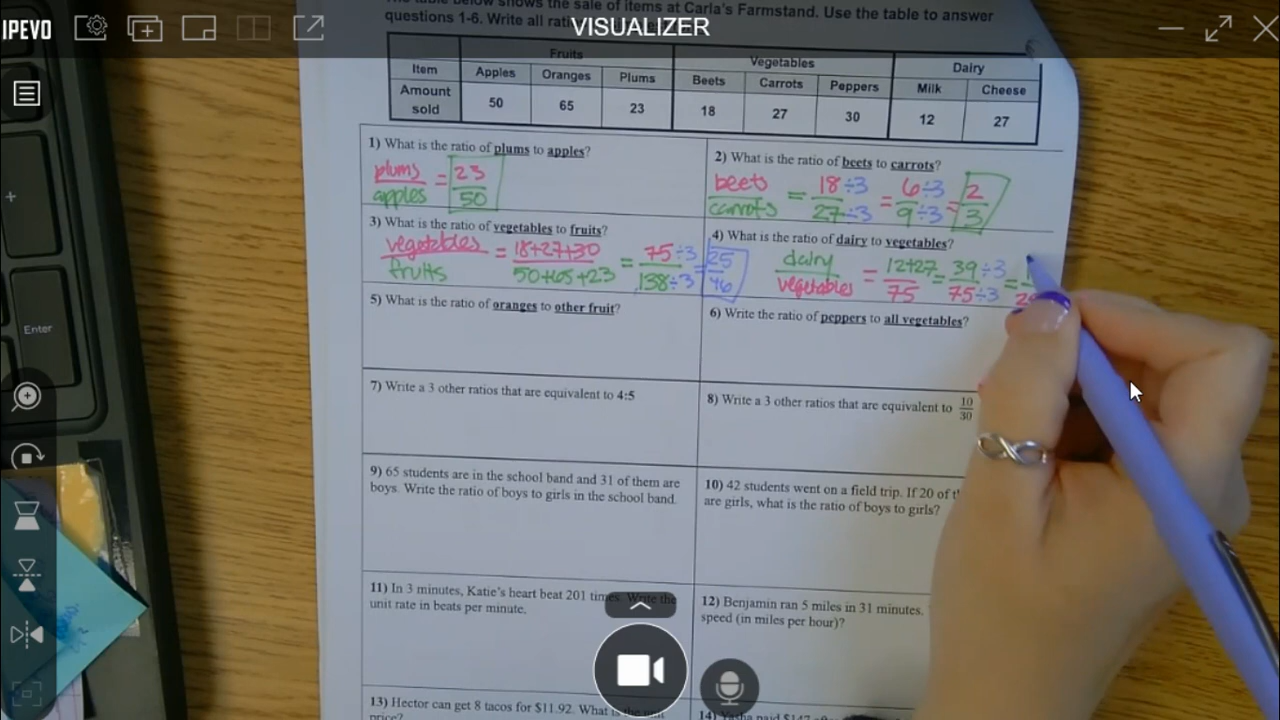 IPEVO
VISUALIZER
below shows the sale of items at Carla's Farmstand. Use the table to answer
questions 1-6. Write all
Fruits Vegetables Dairy
Item Apples Oranges Plums Beets Carrots Peppers Milk Cheese
Amount sold 50 65 23 18 27 30 12 27
1) What is the ratio of plums to apples?
plums/apples = 23/50
2) What is the ratio of beets to carrots?
beets/carrots = 18÷3/27÷3 = 6÷3/9÷3 = 2/3
3) What is the ratio of vegetables to fruits?
vegetables/fruits = 18+27+30/50+65+23 = 75÷3/138÷3 = 25/46
4) What is the ratio of dairy to vegetables?
dairy/vegetables = 12+27/75 = 39÷3/75÷3 =
5) What is the ratio of oranges to other fruit?
6) Write the ratio of peppers to all vegetables?
7) Write a 3 other ratios that are equivalent to 4:5
8) Write a 3 other ratios that are equivalent to 10/30
9) 65 students are in the school band and 31 of them are
boys. Write the ratio of boys to girls in the school band.
10) 42 students went on a field trip. If 20 of
are girls, what is the ratio of boys to girls?
11) In 3 minutes, Katie's heart beat 201 times. Write the
unit rate in beats per minute.
12) Benjamin ran 5 miles in 31 minutes.
speed (in miles per hour)?
13) Hector can get 8 tacos for $11.92. What is the unit
price?
14) paid $147
Enter